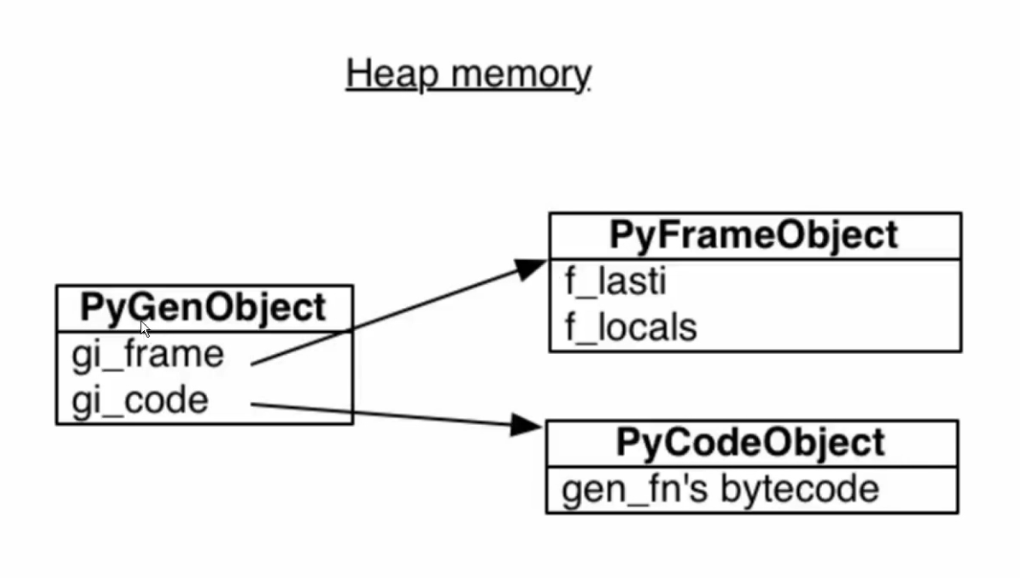 Heap memory
PyGenObject
gi_frame
gi_code
PyFrameObject
f_lasti
f_locals
PyCodeObject
gen_fn's bytecode